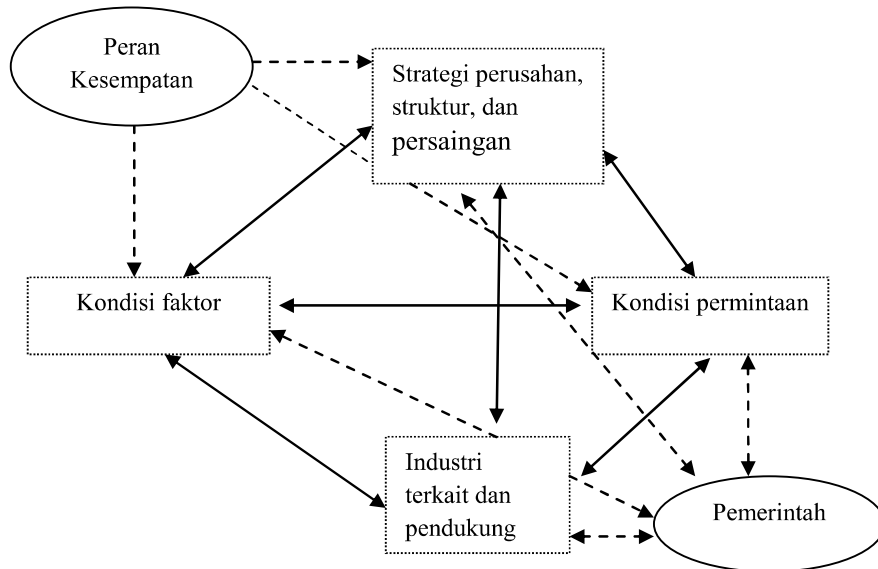 Peran
Kesempatan
Strategi perusahan,
struktur, dan
persaingan
Kondisi faktor
Kondisi permintaan
Industri
terkait dan
pendukung
Pemerintah